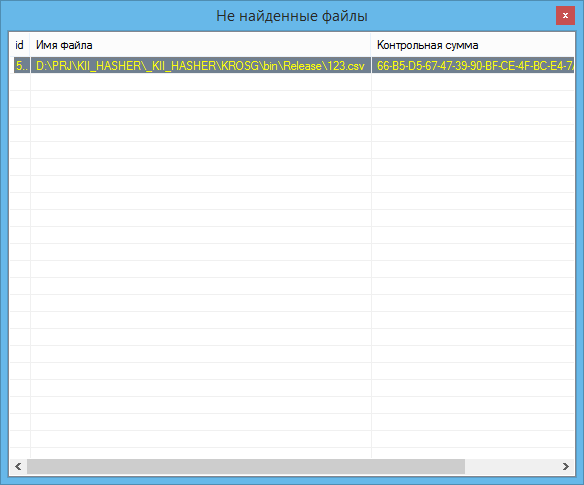 Не найденные файлы
x
id Имя файла Контрольная сумма
5... D:\PRJ\KII_HASHER\_KII_HASHER\KROSG\bin\Release\123.csv 66-B5-D5-67-47-39-90-BF-CE-4F-BC-E4-7